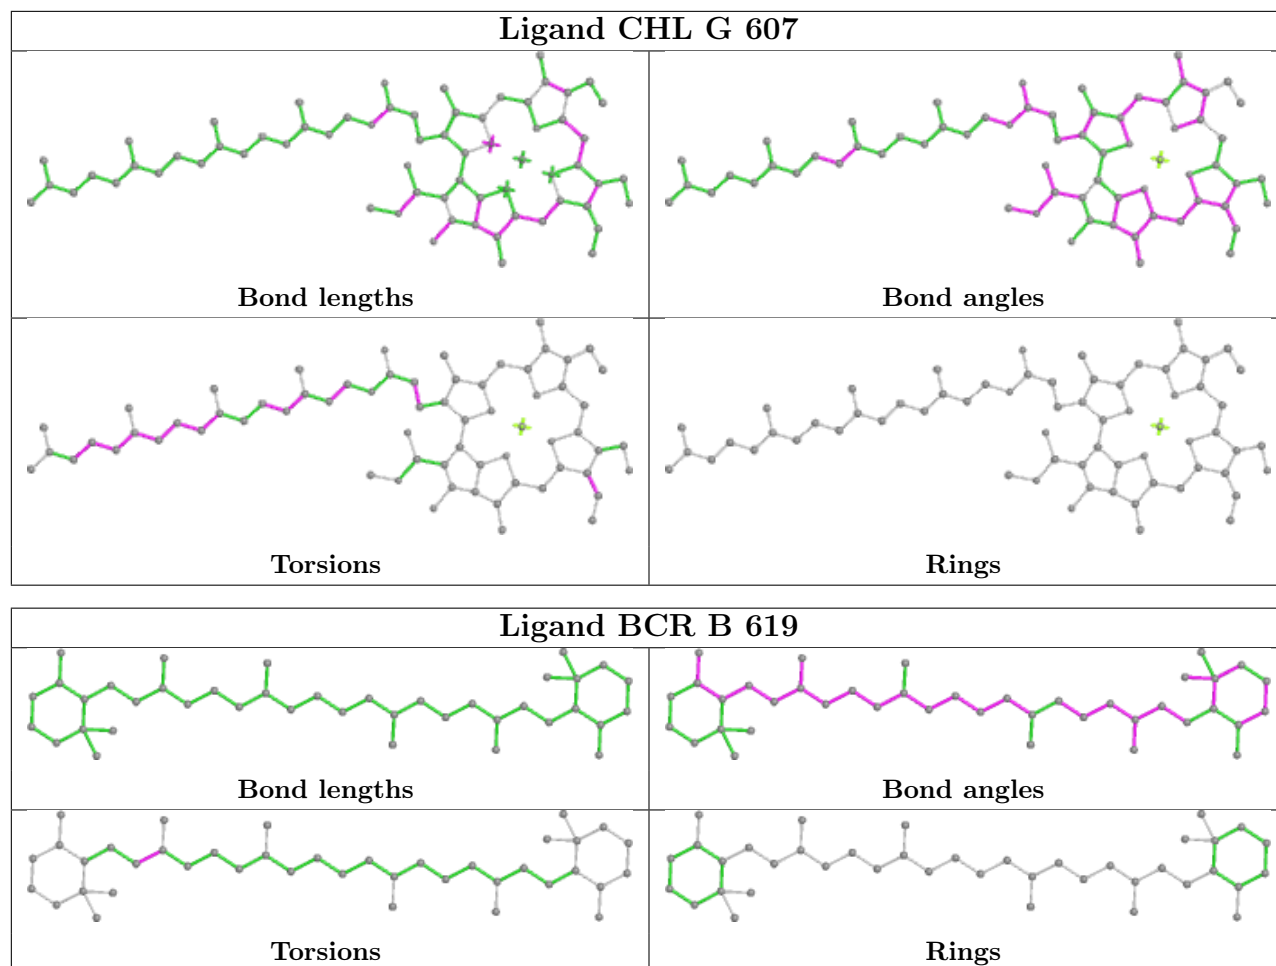 Ligand CHL G 607
Bond lengths
Bond angles
Torsions
Rings
Ligand BCR B 619
Bond lengths
Bond angles
Torsions
Rings